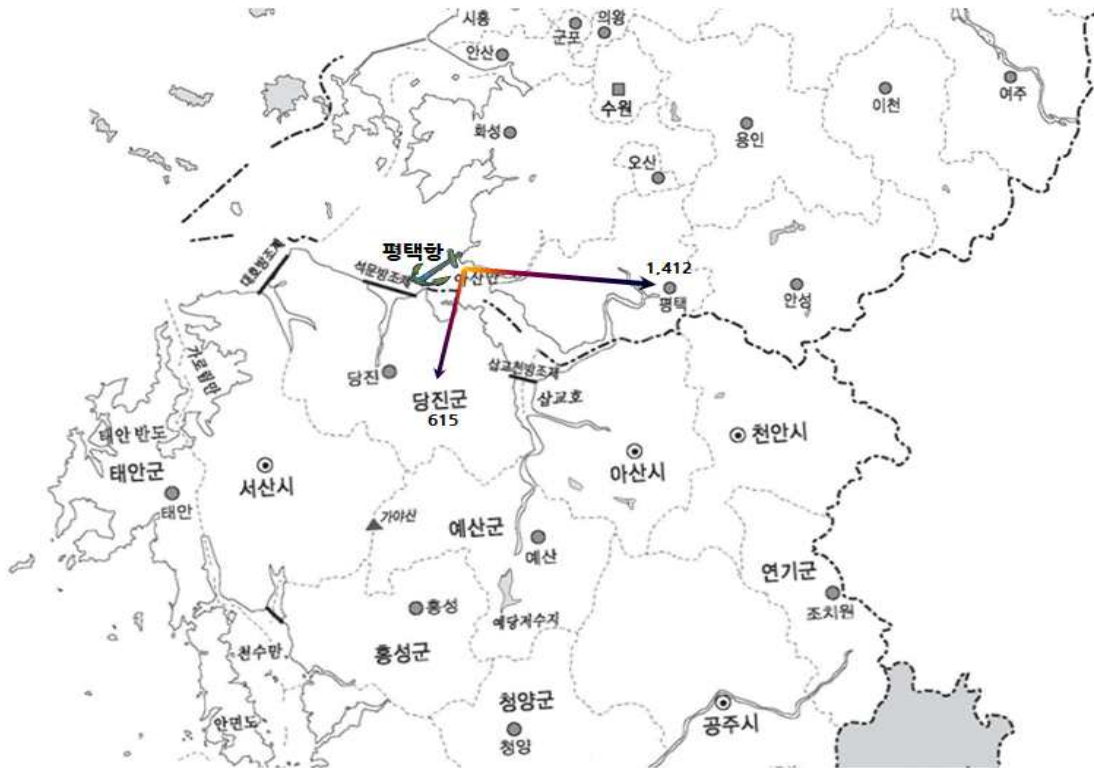 시흥
군포
의왕
안산
수원
이천
여주
화성
용인
오산
평택항
대호방조제
석문방조제
아산만
1,412
평택
안성
가로림만
당진
당진군
615
삽교천방조제
삽교호
태안 반도
태안군
태안
서산시
아산시
천안시
가야산
예산군
예산
연기군
조치원
홍성
예당저수지
홍성군
천수만
청양군
청양
안면도
공주시